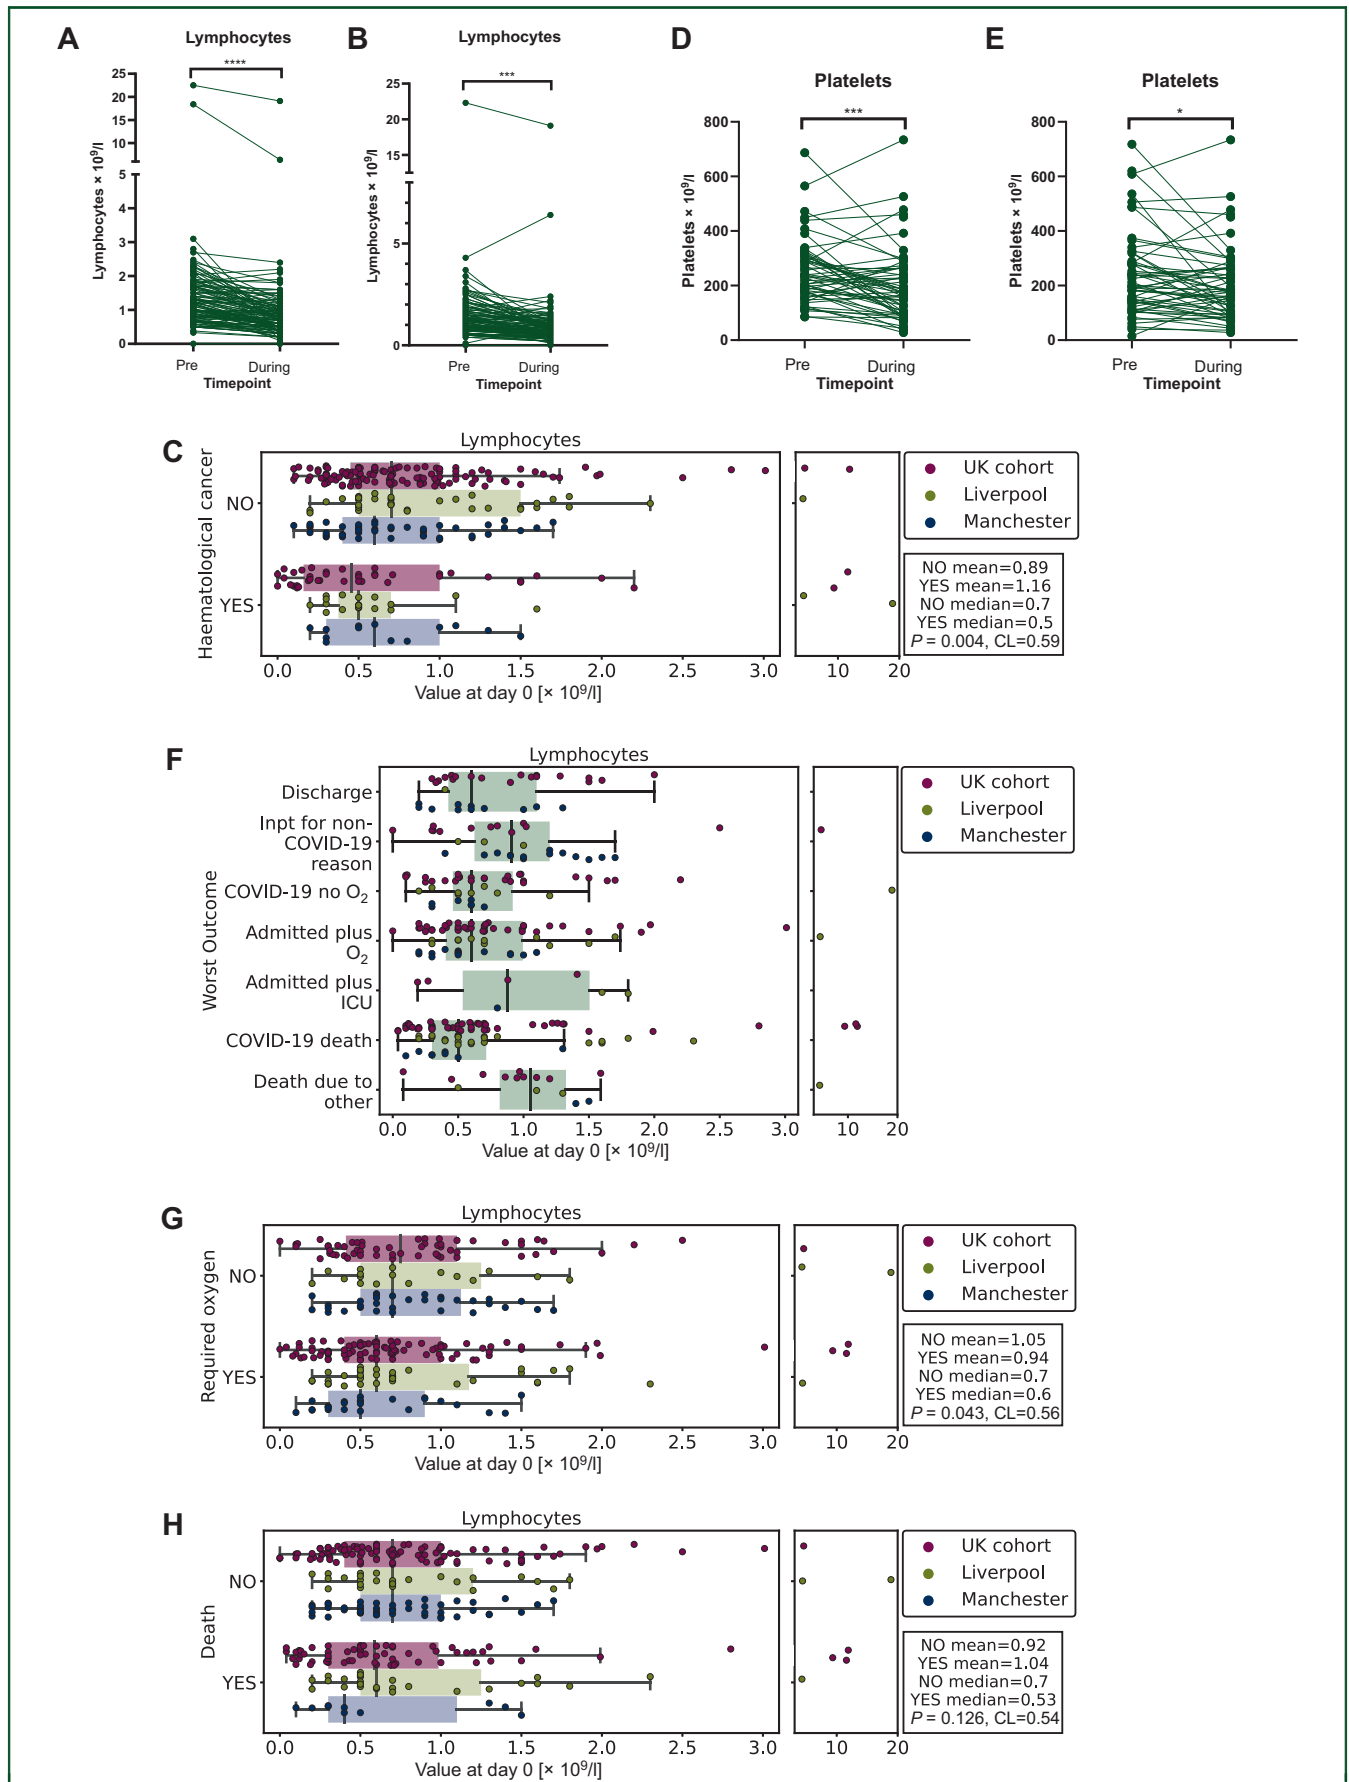 A
Lymphocytes
****
25
20
15
10
5
4
3
2
1
0
Lymphocytes × 10⁹/l
Pre
During
Timepoint
B
Lymphocytes
***
25
20
15
5
0
Lymphocytes × 10⁹/l
Pre
During
Timepoint
D
Platelets
***
800
600
400
200
0
Platelets × 10⁹/l
Pre
During
Timepoint
E
Platelets
*
800
600
400
200
0
Platelets × 10⁹/l
Pre
During
Timepoint
C
Lymphocytes
Haematological cancer
NO
YES
0.0 0.5 1.0 1.5 2.0 2.5 3.0 10 20
Value at day 0 [× 10⁹/l]
UK cohort
Liverpool
Manchester
NO mean=0.89
YES mean=1.16
NO median=0.7
YES median=0.5
P = 0.004, CL=0.59
F
Lymphocytes
Worst Outcome
Discharge
Inpt for non-
COVID-19
reason
COVID-19 no O₂
Admitted plus
O₂
Admitted plus
ICU
COVID-19 death
Death due to
other
0.0 0.5 1.0 1.5 2.0 2.5 3.0 10 20
Value at day 0 [× 10⁹/l]
UK cohort
Liverpool
Manchester
G
Lymphocytes
Required oxygen
NO
YES
0.0 0.5 1.0 1.5 2.0 2.5 3.0 10 20
Value at day 0 [× 10⁹/l]
UK cohort
Liverpool
Manchester
NO mean=1.05
YES mean=0.94
NO median=0.7
YES median=0.6
P = 0.043, CL=0.56
H
Lymphocytes
Death
NO
YES
0.0 0.5 1.0 1.5 2.0 2.5 3.0 10 20
Value at day 0 [× 10⁹/l]
UK cohort
Liverpool
Manchester
NO mean=0.92
YES mean=1.04
NO median=0.7
YES median=0.53
P = 0.126, CL=0.54